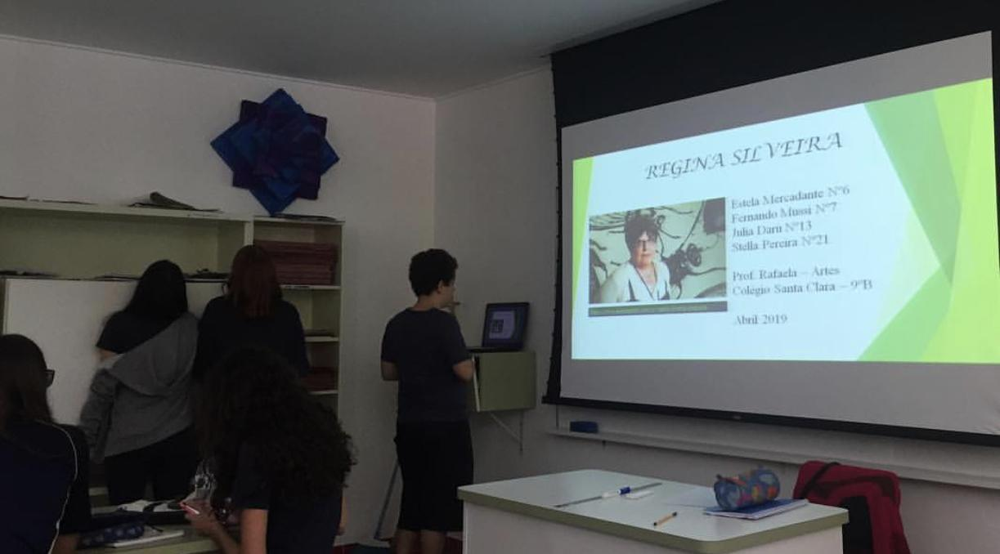 REGINA SILVEIRA
Estela Mercadante Nº6
Fernando Mussi Nº7
Julia Daru Nº13
Stella Pereira Nº21
Prof. Rafaela – Artes
Colégio Santa Clara – 9ºB
Abril 2019